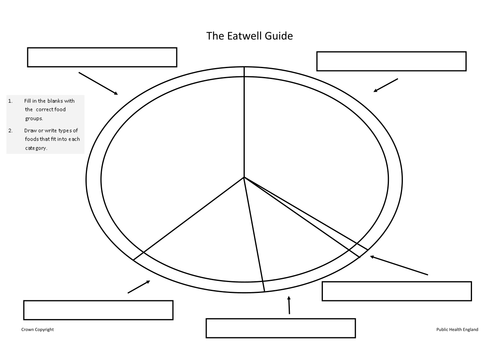 The Eatwell Guide
1. Fill in the blanks with
the correct food
groups.
2. Draw or write types of
foods that fit into each
category.
Crown Copyright
Public Health England